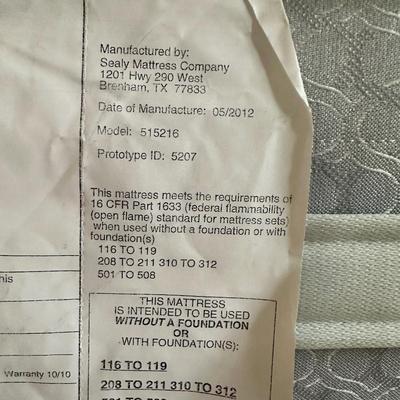 Manufactured by:
Sealy Mattress Company
1201 Hwy 290 West
Brenham, TX 77833
Date of Manufacture: 05/2012
Model: 515216
Prototype ID: 5207
This mattress meets the requirements of
16 CFR Part 1633 (federal flammability
(open flame) standard for mattress sets)
when used without a foundation or with
foundation(s)
116 TO 119
208 TO 211 310 TO 312
501 TO 508
his
Warranty 10/10
THIS MATTRESS
IS INTENDED TO BE USED
WITHOUT A FOUNDATION
OR
WITH FOUNDATION(S):
116 TO 119
208 TO 211 310 TO 312